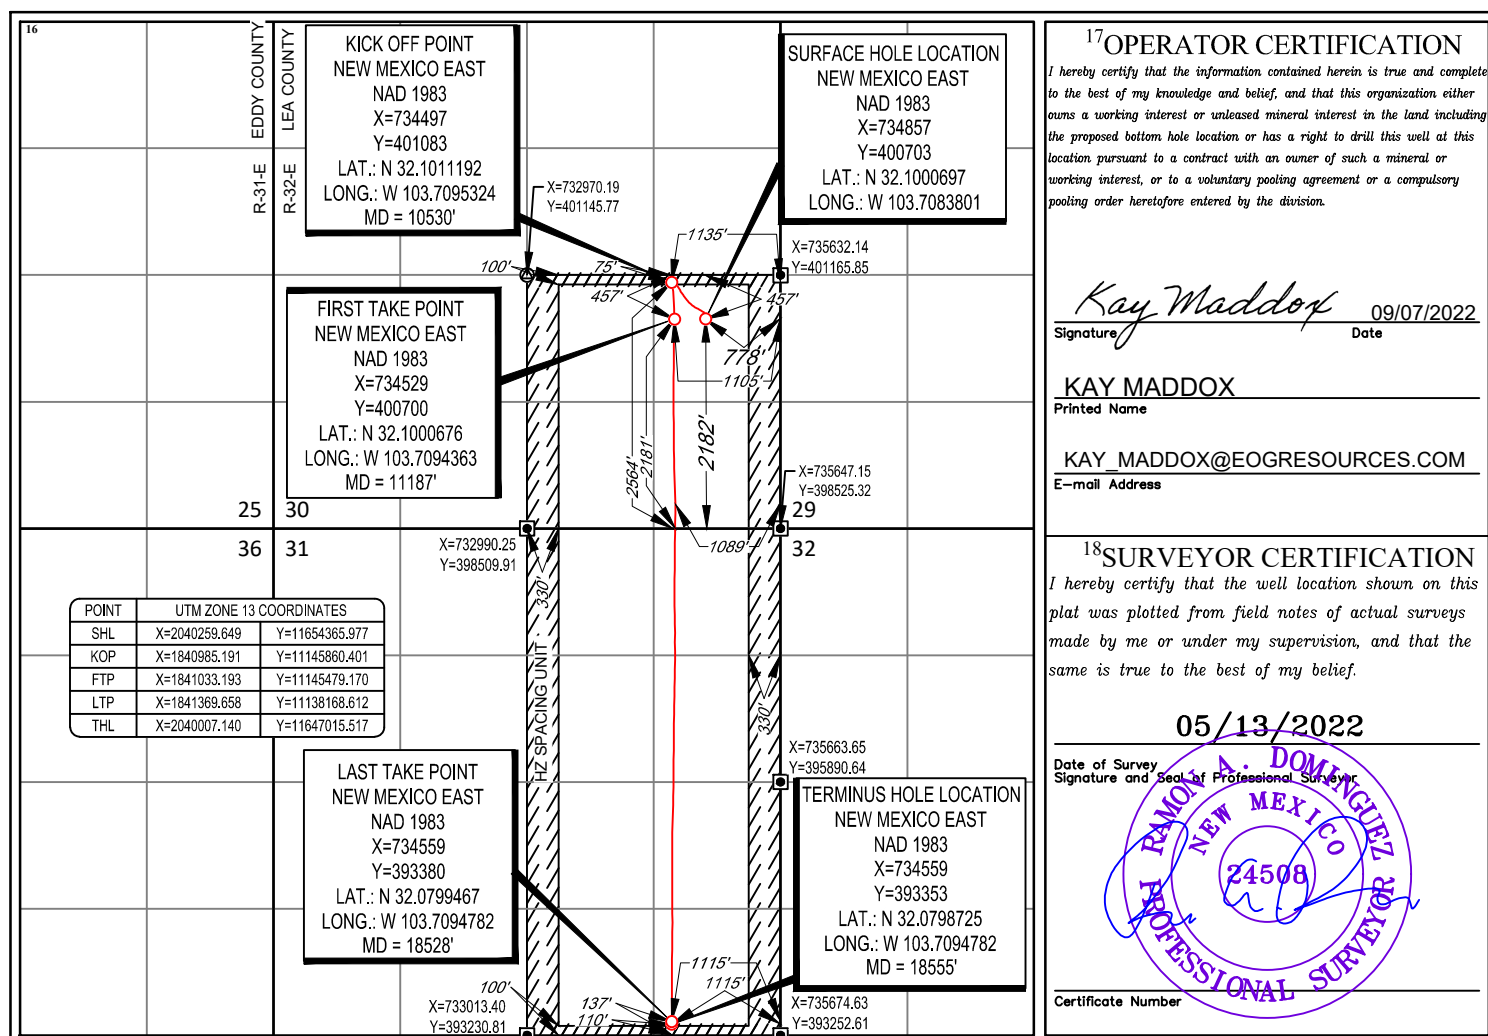 16
EDDY COUNTY
LEA COUNTY
R-31-E
R-32-E
KICK OFF POINT
NEW MEXICO EAST
NAD 1983
X=734497
Y=401083
LAT.: N 32.1011192
LONG.: W 103.7095324
MD = 10530'
SURFACE HOLE LOCATION
NEW MEXICO EAST
NAD 1983
X=734857
Y=400703
LAT.: N 32.1000697
LONG.: W 103.7083801
X=732970.19
Y=401145.77
1135'
X=735632.14
Y=401165.85
100'
75'
457'
457'
FIRST TAKE POINT
NEW MEXICO EAST
NAD 1983
X=734529
Y=400700
LAT.: N 32.1000676
LONG.: W 103.7094363
MD = 11187'
778'
1105'
2564'
2181'
2182'
X=735647.15
Y=398525.32
25
30
29
36
31
32
X=732990.25
Y=398509.91
1089'
330'
HZ SPACING UNIT
330'
POINT UTM ZONE 13 COORDINATES
SHL X=2040259.649 Y=11654365.977
KOP X=1840985.191 Y=11145860.401
FTP X=1841033.193 Y=11145479.170
LTP X=1841369.658 Y=11138168.612
THL X=2040007.140 Y=11647015.517
X=735663.65
Y=395890.64
LAST TAKE POINT
NEW MEXICO EAST
NAD 1983
X=734559
Y=393380
LAT.: N 32.0799467
LONG.: W 103.7094782
MD = 18528'
TERMINUS HOLE LOCATION
NEW MEXICO EAST
NAD 1983
X=734559
Y=393353
LAT.: N 32.0798725
LONG.: W 103.7094782
MD = 18555'
1115'
1115'
100'
137'
110'
X=733013.40
Y=393230.81
X=735674.63
Y=393252.61
17OPERATOR CERTIFICATION
I hereby certify that the information contained herein is true and complete
to the best of my knowledge and belief, and that this organization either
owns a working interest or unleased mineral interest in the land including
the proposed bottom hole location or has a right to drill this well at this
location pursuant to a contract with an owner of such a mineral or
working interest, or to a voluntary pooling agreement or a compulsory
pooling order heretofore entered by the division.
Kay Maddox 09/07/2022
Signature Date
KAY MADDOX
Printed Name
KAY_MADDOX@EOGRESOURCES.COM
E-mail Address
18SURVEYOR CERTIFICATION
I hereby certify that the well location shown on this
plat was plotted from field notes of actual surveys
made by me or under my supervision, and that the
same is true to the best of my belief.
05/13/2022
Date of Survey
Signature and Seal of Professional Surveyor
RAMON A. DOMINGUEZ
NEW MEXICO
24508
PROFESSIONAL SURVEYOR
Certificate Number